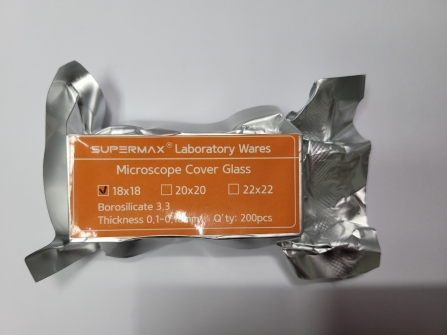 SUPERMAX® Laboratory Wares
Microscope Cover Glass
☑ 18x18 ☐ 20x20 ☐ 22x22
Borosilicate 3.3
Thickness Q'ty: 200pcs